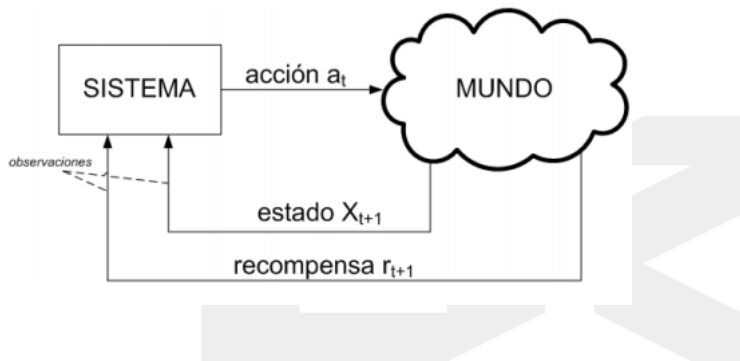 SISTEMA
acción aₜ
MUNDO
observaciones
estado Xₜ₊₁
recompensa rₜ₊₁